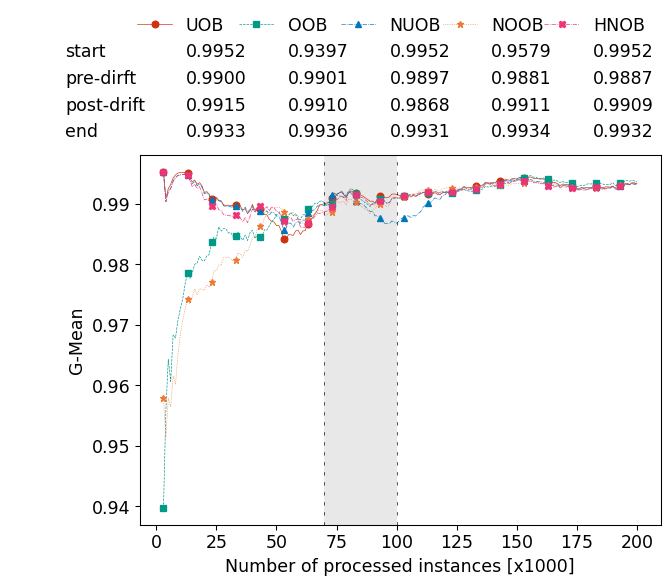 UOB OOB NUOB NOOB HNOB
start 0.9952 0.9397 0.9952 0.9579 0.9952
pre-dirft 0.9900 0.9901 0.9897 0.9881 0.9887
post-drift 0.9915 0.9910 0.9868 0.9911 0.9909
end 0.9933 0.9936 0.9931 0.9934 0.9932
0.99
0.98
0.97
0.96
0.95
0.94
G-Mean
0 25 50 75 100 125 150 175 200
Number of processed instances [x1000]